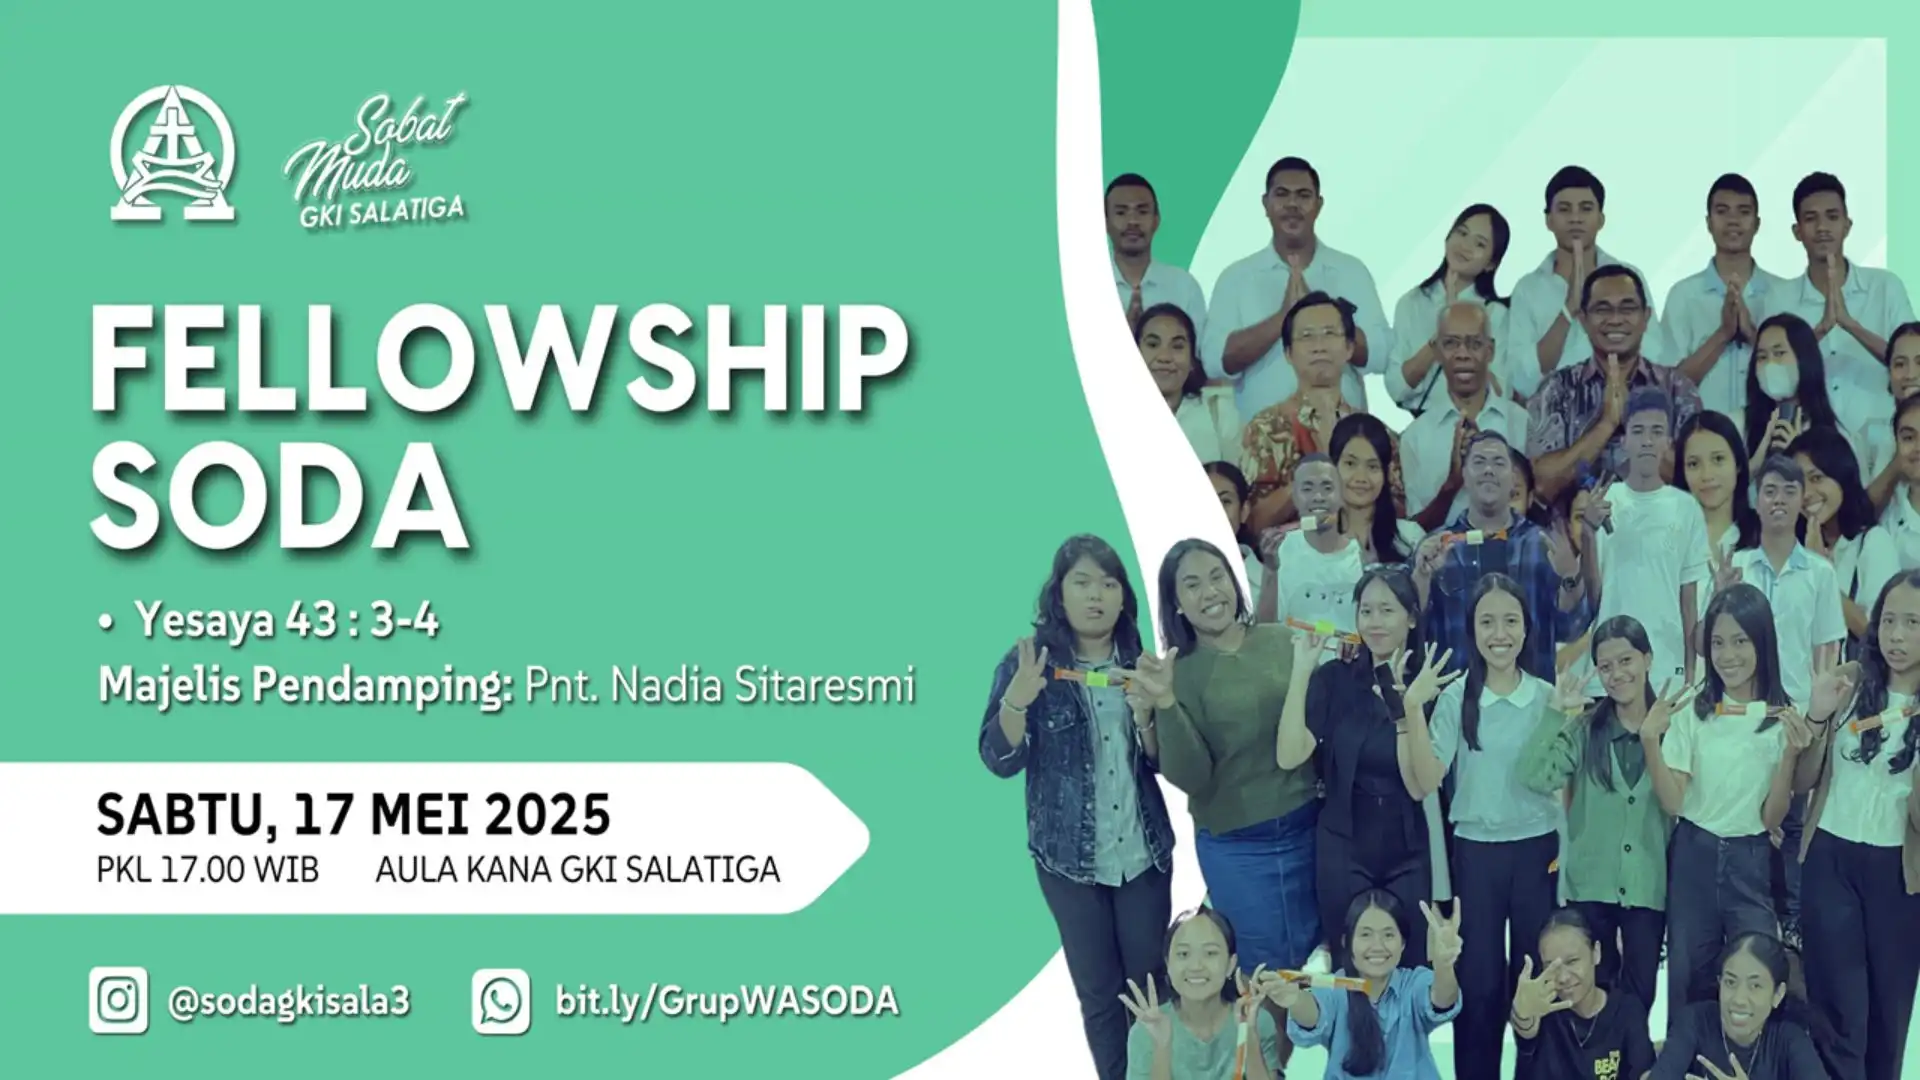 Sobat
Muda
GKI SALATIGA
FELLOWSHIP
SODA
• Yesaya 43 : 3-4
Majelis Pendamping: Pnt. Nadia Sitaresmi
SABTU, 17 MEI 2025
PKL 17.00 WIB AULA KANA GKI SALATIGA
@sodagkisala3 bit.ly/GrupWASODA